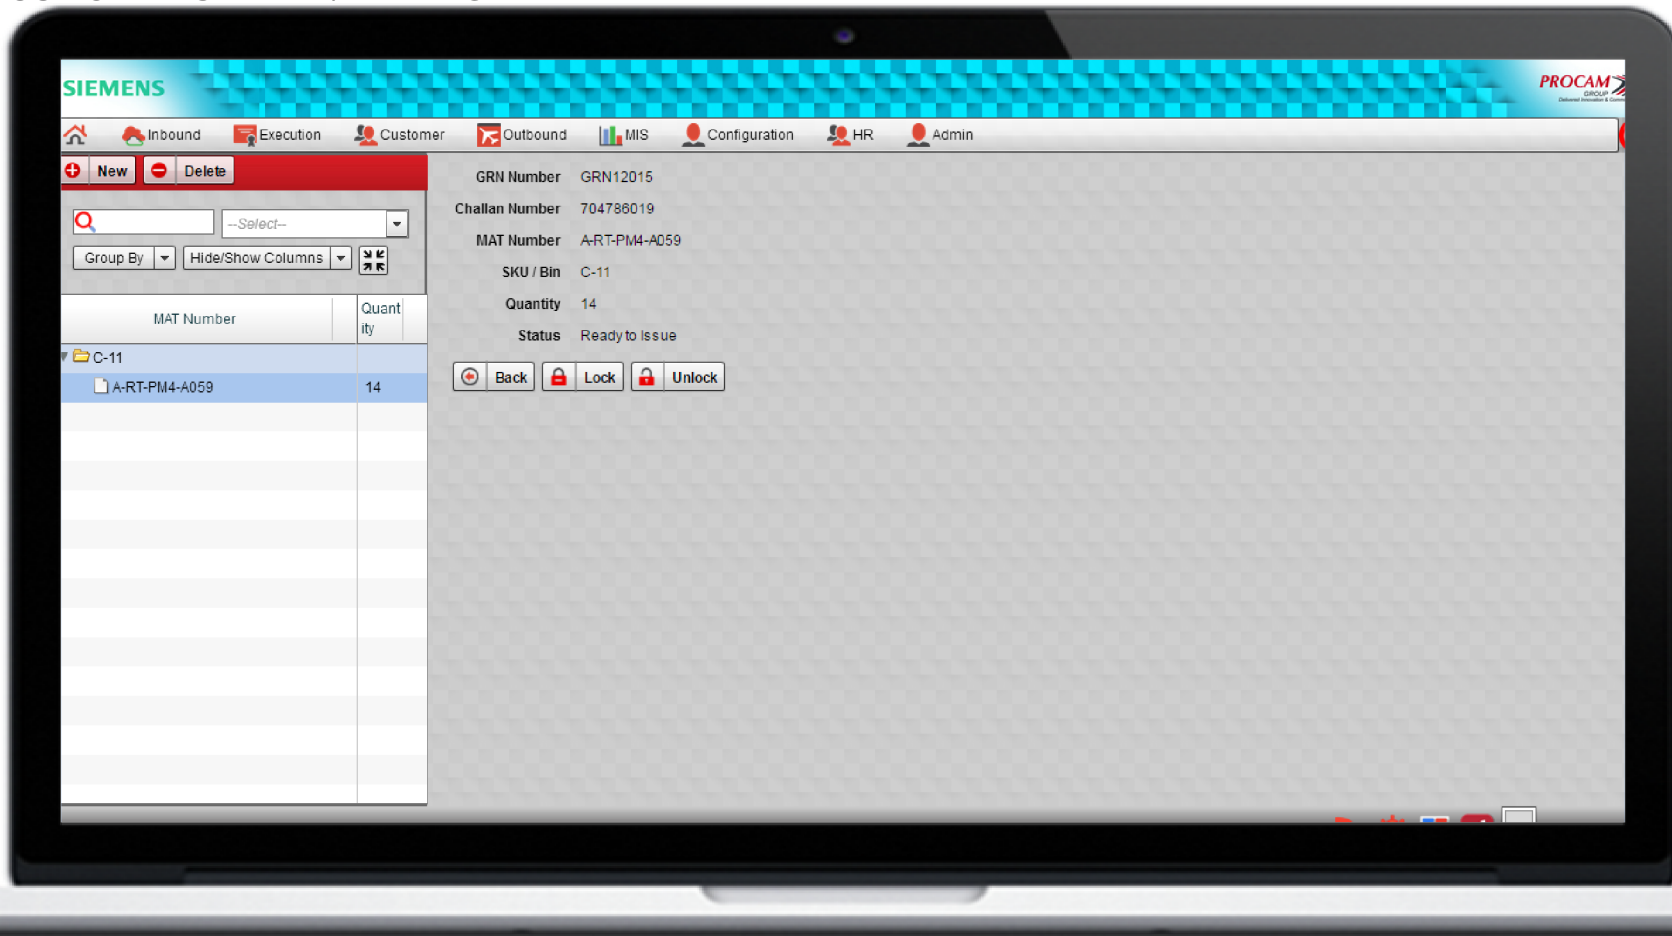 SIEMENS
PROCAM
GROUP
Inbound Execution Customer Outbound MIS Configuration HR Admin
New Delete
--Select--
Group By Hide/Show Columns
MAT Number Quant
ity
C-11
A-RT-PM4-A059 14
GRN Number GRN12015
Challan Number 704786019
MAT Number A-RT-PM4-A059
SKU / Bin C-11
Quantity 14
Status Ready to Issue
Back Lock Unlock